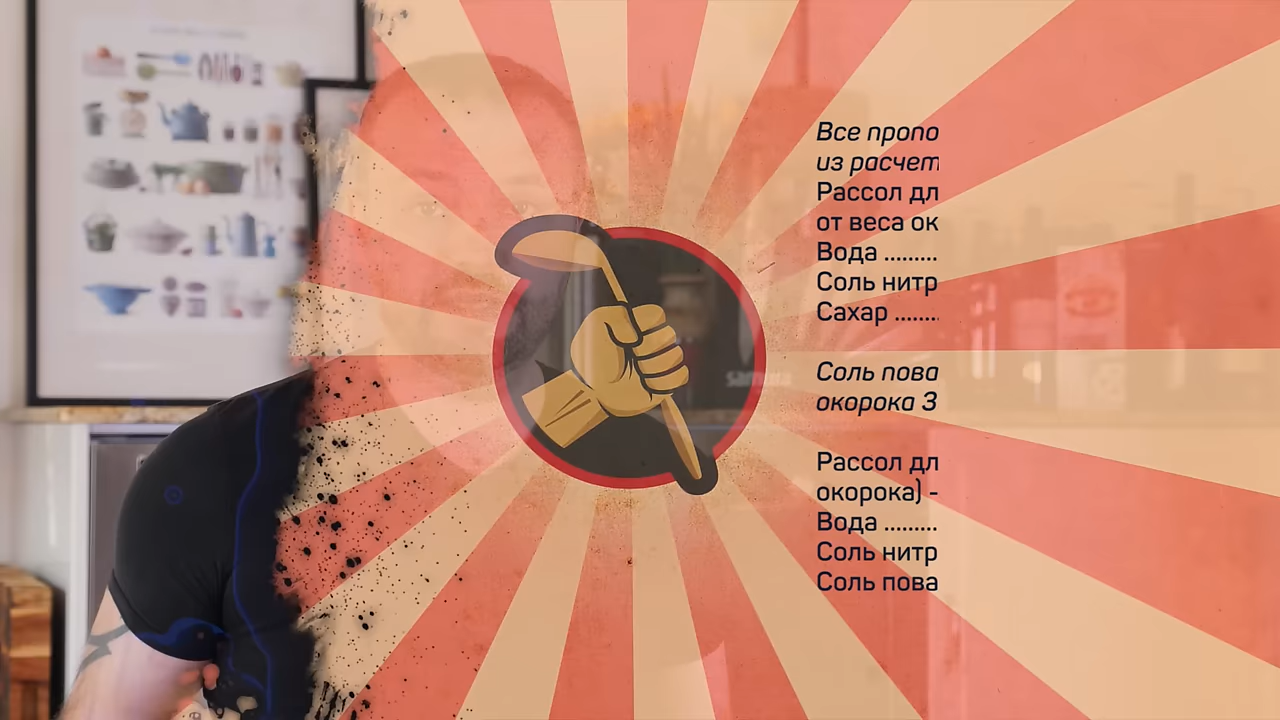 Все пропо
из расчет
Рассол дл
от веса ок
Вода .........
Соль нитр
Сахар .......
Соль пова
окорока 3
Рассол дл
окорока) -
Вода .........
Соль нитр
Соль пова